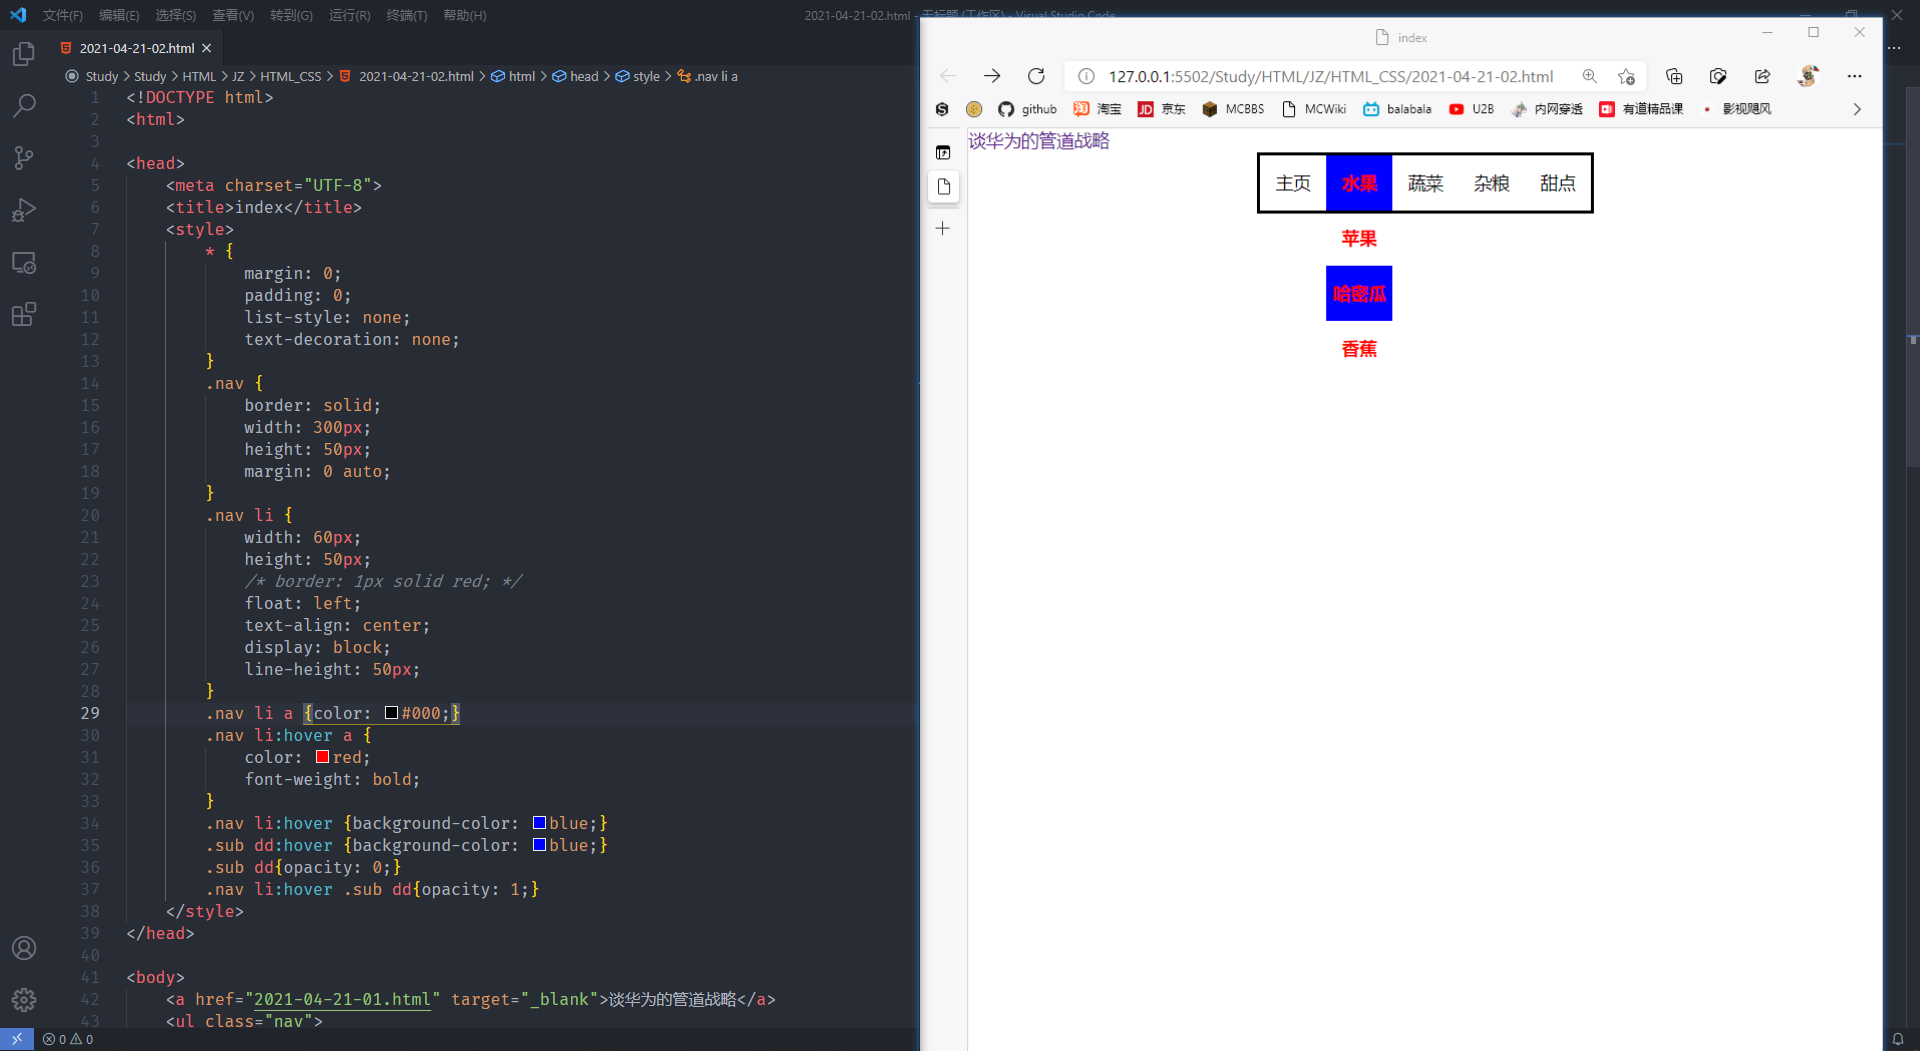 文件(F) 编辑(E) 选择(S) 查看(V) 转到(G) 运行(R) 终端(T) 帮助(H)
2021-04-21-02.html - 无标题 (工作区) - Visual Studio Code
2021-04-21-02.html
Study > Study > HTML > JZ > HTML_CSS > 2021-04-21-02.html > html > head > style > .nav li a
1 <!DOCTYPE html>
2 <html>
3
4 <head>
5 <meta charset="UTF-8">
6 <title>index</title>
7 <style>
8 * {
9 margin: 0;
10 padding: 0;
11 list-style: none;
12 text-decoration: none;
13 }
14 .nav {
15 border: solid;
16 width: 300px;
17 height: 50px;
18 margin: 0 auto;
19 }
20 .nav li {
21 width: 60px;
22 height: 50px;
23 /* border: 1px solid red; */
24 float: left;
25 text-align: center;
26 display: block;
27 line-height: 50px;
28 }
29 .nav li a {color: #000;}
30 .nav li:hover a {
31 color: red;
32 font-weight: bold;
33 }
34 .nav li:hover {background-color: blue;}
35 .sub dd:hover {background-color: blue;}
36 .sub dd{opacity: 0;}
37 .nav li:hover .sub dd{opacity: 1;}
38 </style>
39 </head>
40
41 <body>
42 <a href="2021-04-21-01.html" target="_blank">谈华为的管道战略</a>
43 <ul class="nav">
0 0
index
127.0.0.1:5502/Study/HTML/JZ/HTML_CSS/2021-04-21-02.html
github 淘宝 JD 京东 MCBBS MCWiki balabala U2B 内网穿透 有道精品课 影视飓风
谈华为的管道战略
主页 水果 蔬菜 杂粮 甜点
苹果
哈密瓜
香蕉